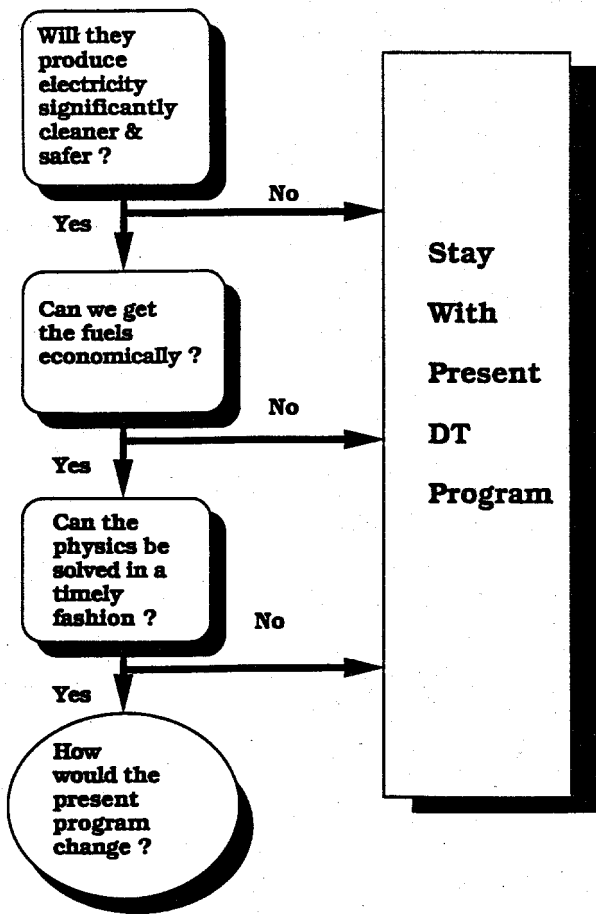 Will they
produce
electricity
significantly
cleaner &
safer ?
No
Yes
Can we get
the fuels
economically ?
No
Yes
Can the
physics be
solved in a
timely
fashion ?
No
Yes
How
would the
present
program
change ?
Stay
With
Present
DT
Program